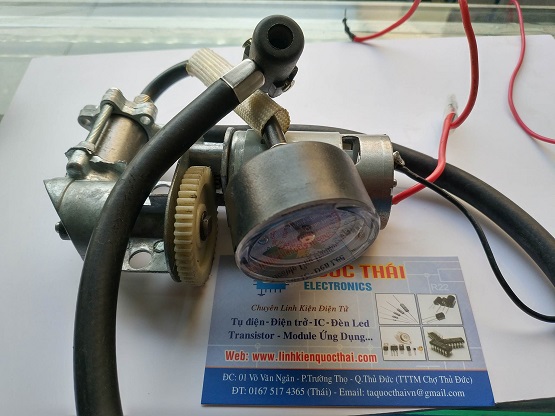 QUỐC THÁI
ELECTRONICS
Chuyên Linh Kiện Điện Tử
Tụ điện-Điện trở-IC-Đèn Led
Transistor - Module Ứng Dụng...
Web: www.linhkienquocthai.com
ĐC: 01 Võ Văn Ngân - P.Trường Thọ - Q.Thủ Đức (TTTM Chợ Thủ Đức)
ĐT: 0167 517 4365 (Thái) - Email: taquocthaivn@gmail.com